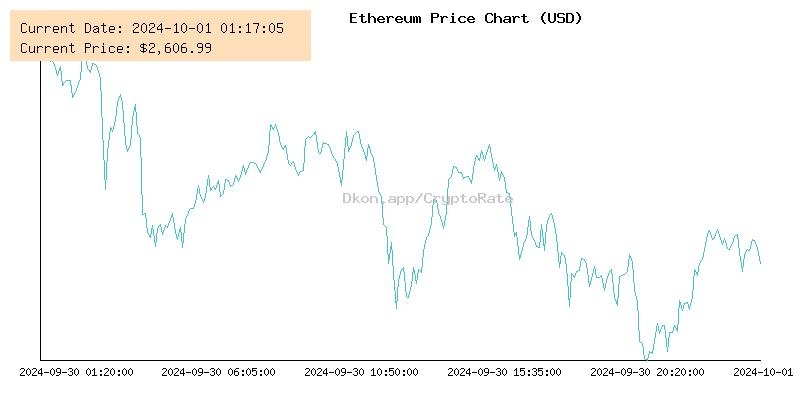 Ethereum Price Chart (USD)
Current Date: 2024-10-01 01:17:05
Current Price: $2,606.99
Dkon.app/CryptoRate
2024-09-30 01:20:00 2024-09-30 06:05:00 2024-09-30 10:50:00 2024-09-30 15:35:00 2024-09-30 20:20:00 2024-10-01